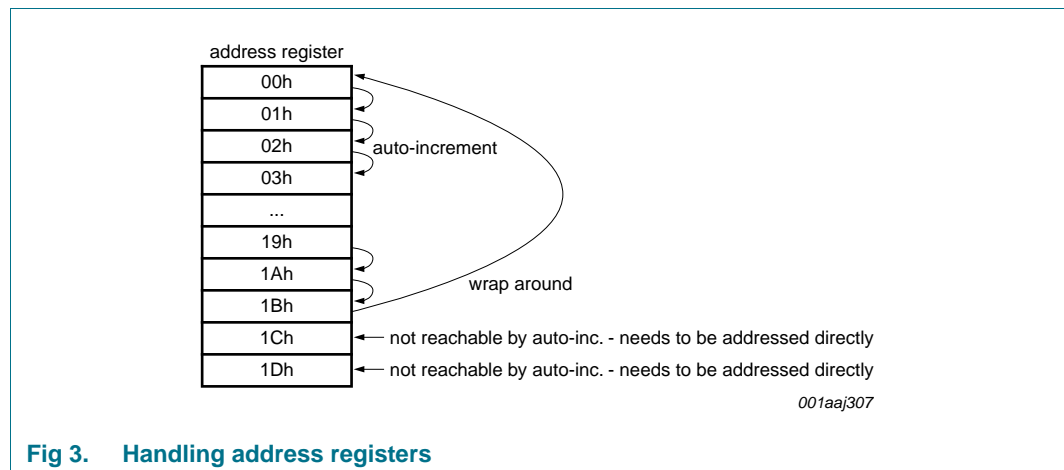 address register
00h
01h
02h
auto-increment
03h
...
19h
1Ah
wrap around
1Bh
1Ch
not reachable by auto-inc. - needs to be addressed directly
1Dh
not reachable by auto-inc. - needs to be addressed directly
001aaj307
Fig 3. Handling address registers